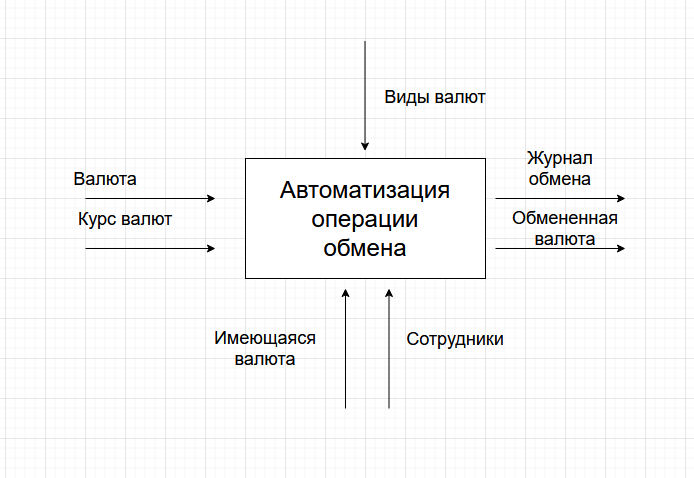 Виды валют
Валюта
Курс валют
Автоматизация
операции
обмена
Журнал
обмена
Обмененная
валюта
Имеющаяся
валюта
Сотрудники